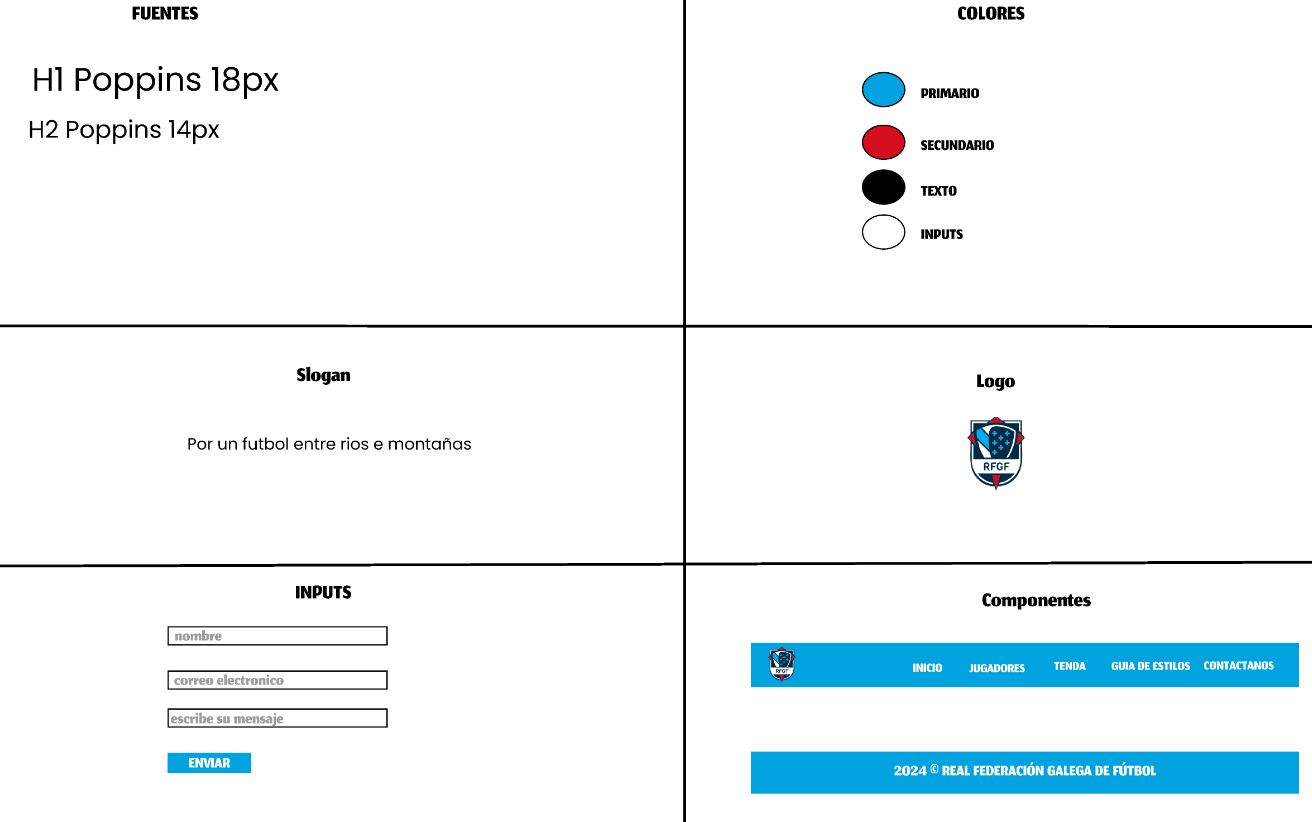 FUENTES
H1 Poppins 18px
H2 Poppins 14px
COLORES
PRIMARIO
SECUNDARIO
TEXTO
INPUTS
Slogan
Por un futbol entre rios e montañas
Logo
RFGF
INPUTS
nombre
correo electronico
escribe su mensaje
ENVIAR
Componentes
RFGF
INICIO JUGADORES TENDA GUIA DE ESTILOS CONTACTANOS
2024 © REAL FEDERACIÓN GALEGA DE FÚTBOL